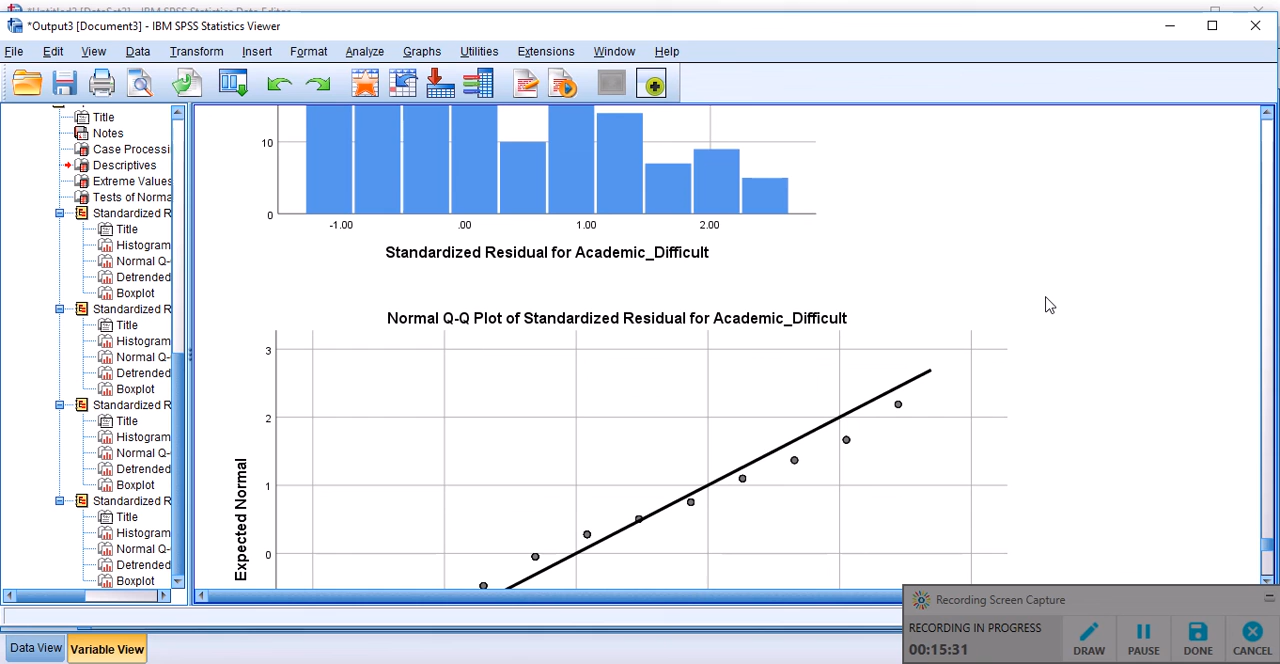 *Output3 [Document3] - IBM SPSS Statistics Viewer
File Edit View Data Transform Insert Format Analyze Graphs Utilities Extensions Window Help
Title
Notes
Case Processi
Descriptives
Extreme Values
Tests of Norma
Standardized R
Title
Histogram
Normal Q-
Detrended
Boxplot
Standardized R
Title
Histogram
Normal Q-
Detrended
Boxplot
Standardized R
Title
Histogram
Normal Q-
Detrended
Boxplot
Standardized R
Title
Histogram
Normal Q-
Detrended
Boxplot
10
0
-1.00 .00 1.00 2.00
Standardized Residual for Academic_Difficult
Normal Q-Q Plot of Standardized Residual for Academic_Difficult
3
2
1
0
Expected Normal
Recording Screen Capture
RECORDING IN PROGRESS
00:15:31
DRAW PAUSE DONE CANCEL
Data View Variable View